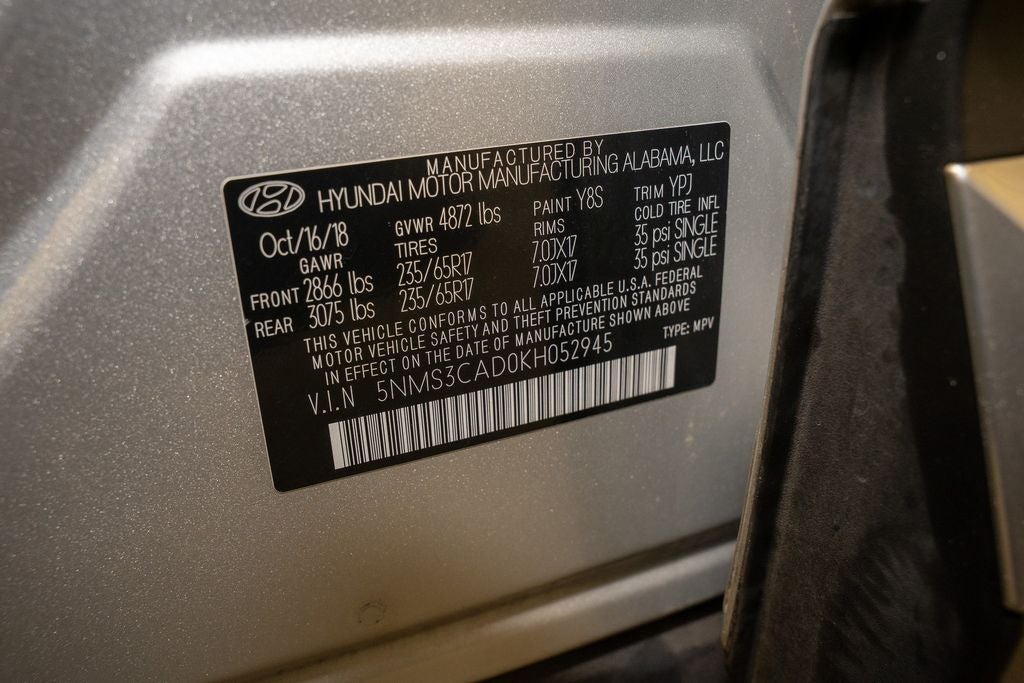 MANUFACTURED BY
HYUNDAI MOTOR MANUFACTURING ALABAMA, LLC
Oct/16/18 GVWR 4872 lbs PAINT Y8S TRIM YPJ
GAWR TIRES RIMS COLD TIRE INFL
FRONT 2866 lbs 235/65R17 7.0JX17 35 psi SINGLE
REAR 3075 lbs 235/65R17 7.0JX17 35 psi SINGLE
THIS VEHICLE CONFORMS TO ALL APPLICABLE U.S.A. FEDERAL
MOTOR VEHICLE SAFETY AND THEFT PREVENTION STANDARDS
IN EFFECT ON THE DATE OF MANUFACTURE SHOWN ABOVE
TYPE: MPV
V.I.N 5NMS3CAD0KH052945